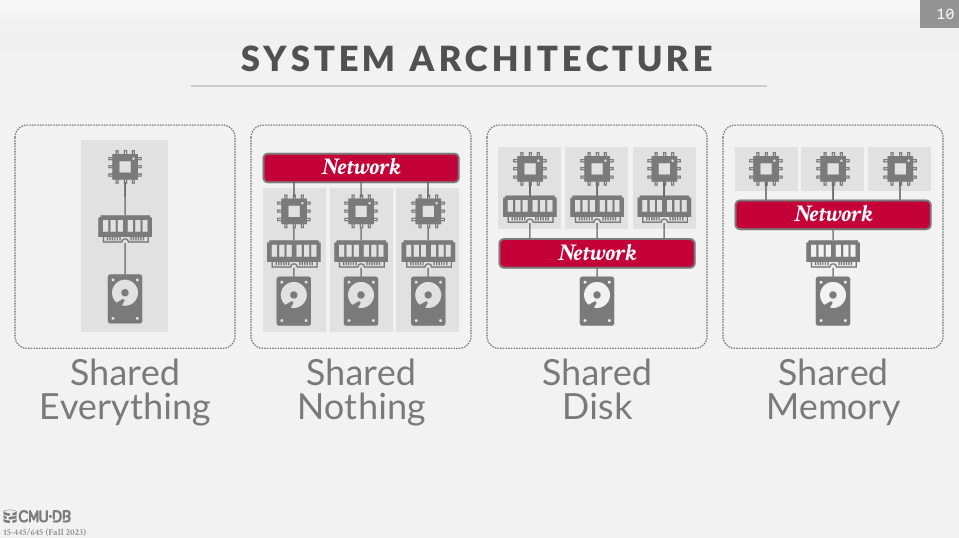 10
SYSTEM ARCHITECTURE
Network
Network
Network
Network
Shared
Everything
Shared
Nothing
Shared
Disk
Shared
Memory
CMU·DB
15-445/645 (Fall 2023)